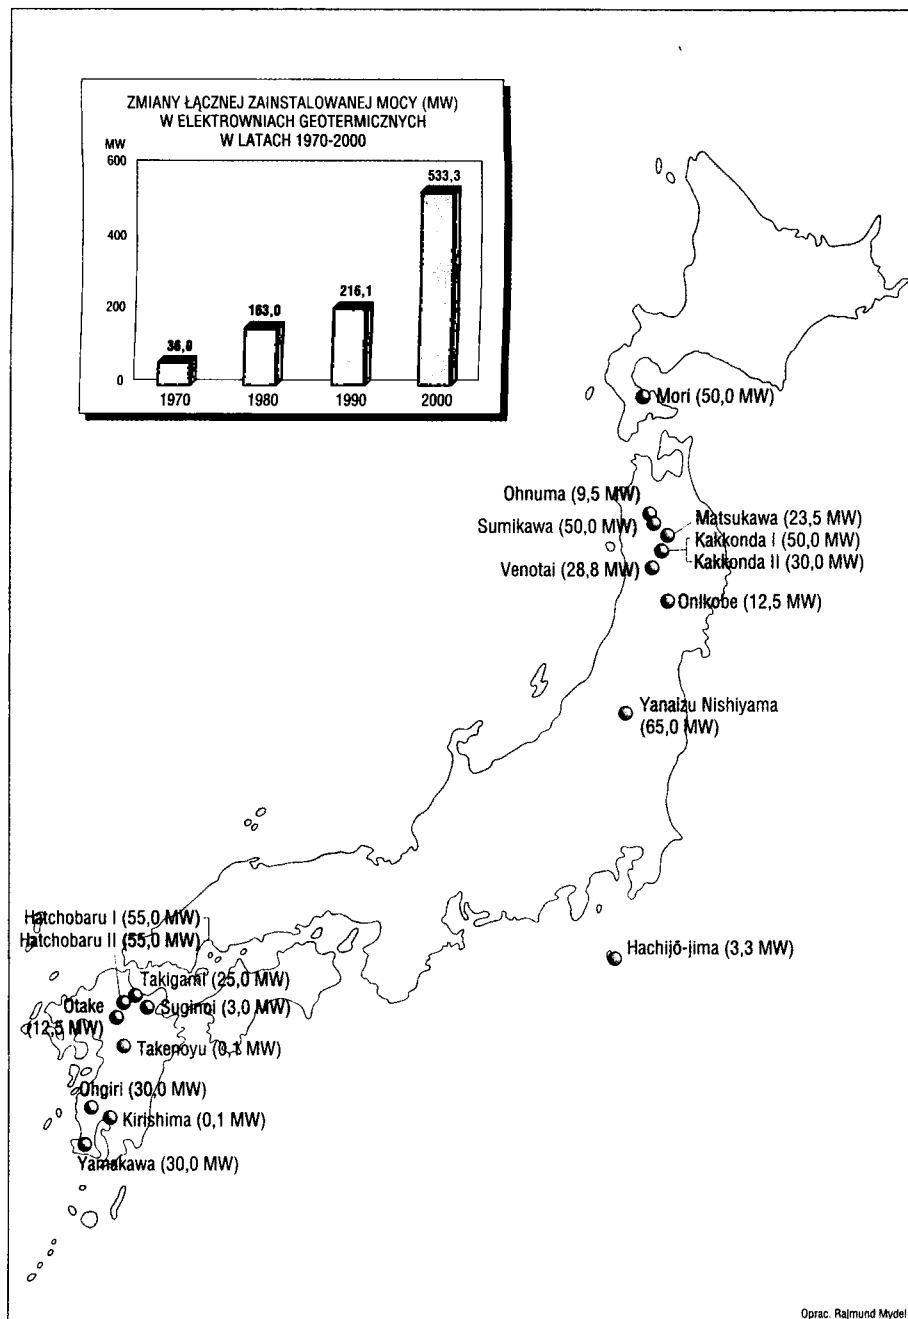 ZMIANY ŁĄCZNEJ ZAINSTALOWANEJ MOCY (MW)
W ELEKTROWNIACH GEOTERMICZNYCH
W LATACH 1970-2000
MW
600
400
200
0
36,0
163,0
216,1
533,3
1970
1980
1990
2000
Mori (50,0 MW)
Ohnuma (9,5 MW)
Sumikawa (50,0 MW)
Matsukawa (23,5 MW)
Kakkonda I (50,0 MW)
Kakkonda II (30,0 MW)
Venotai (28,8 MW)
Onikobe (12,5 MW)
Yanaizu Nishiyama
(65,0 MW)
Hatchobaru I (55,0 MW)
Hatchobaru II (55,0 MW)
Hachijō-jima (3,3 MW)
Takigami (25,0 MW)
Otake
(12,5 MW)
Suginoi (3,0 MW)
Takenoyu (0,1 MW)
Ohgiri (30,0 MW)
Kirishima (0,1 MW)
Yamakawa (30,0 MW)
Oprac. Rajmund Mydel